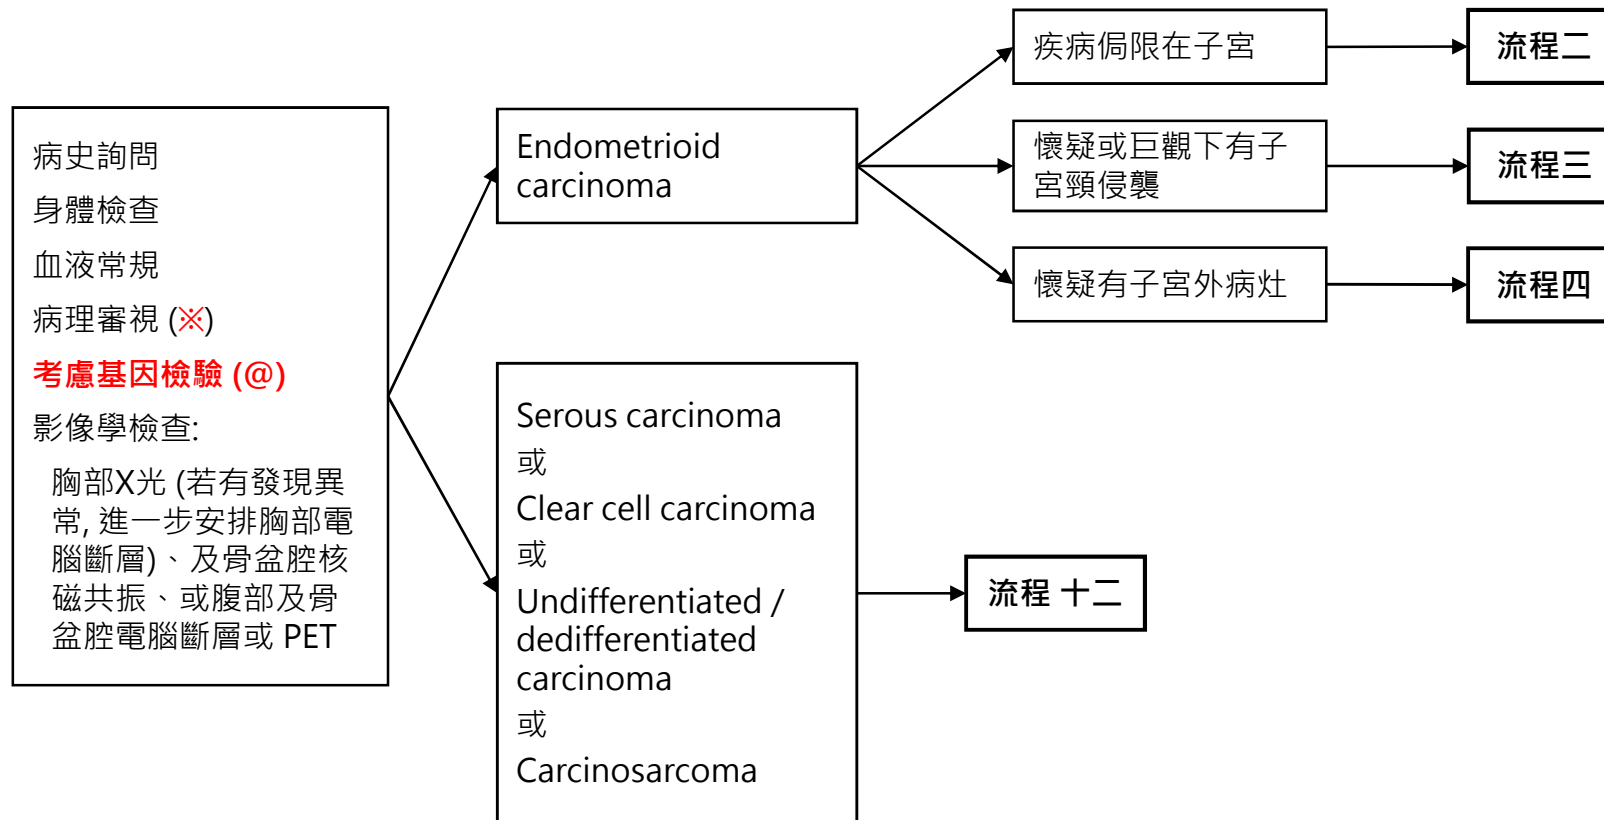 病史詢問
身體檢查
血液常規
病理審視 (※)
考慮基因檢驗 (@)
影像學檢查:
胸部X光 (若有發現異
常, 進一步安排胸部電
腦斷層)、及骨盆腔核
磁共振、或腹部及骨
盆腔電腦斷層或 PET
Endometrioid
carcinoma
疾病侷限在子宮
流程二
懷疑或巨觀下有子
宮頸侵襲
流程三
懷疑有子宮外病灶
流程四
Serous carcinoma
或
Clear cell carcinoma
或
Undifferentiated /
dedifferentiated
carcinoma
或
Carcinosarcoma
流程 十二